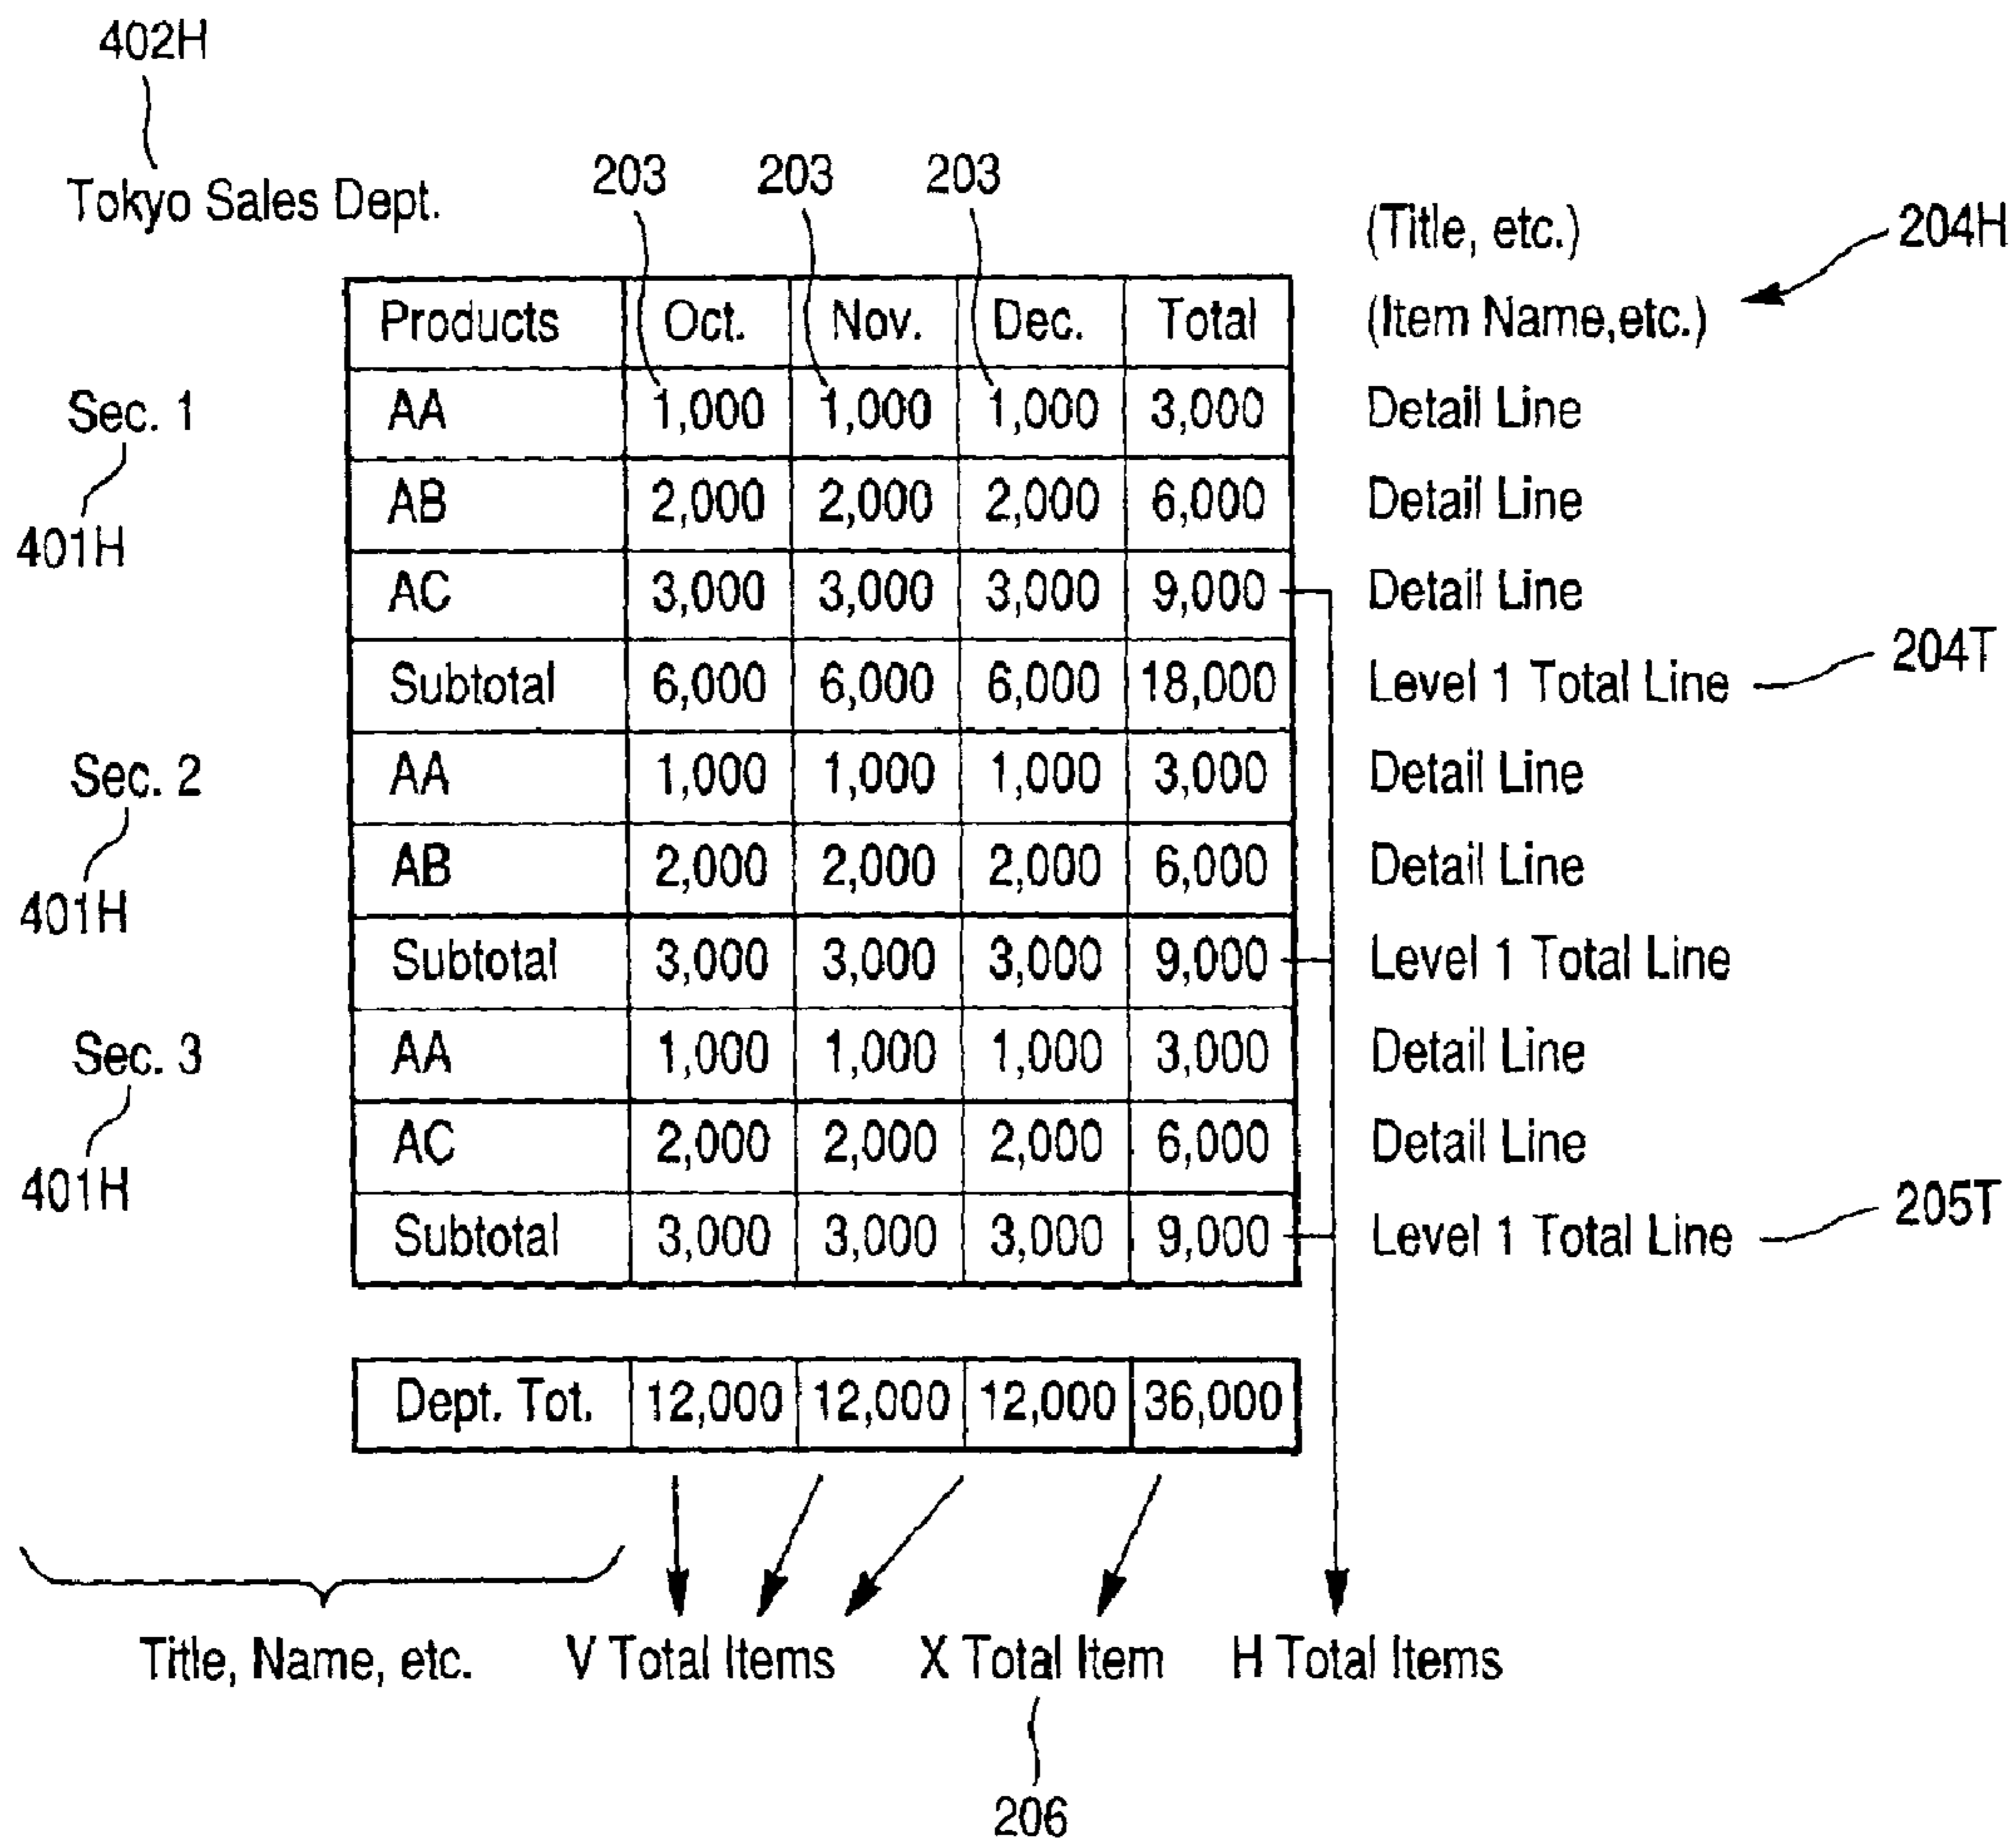 402H
Tokyo Sales Dept. 203 203 203 (Title, etc.) 204H
Products Oct. Nov. Dec. Total (Item Name,etc.)
Sec. 1 AA 1,000 1,000 1,000 3,000 Detail Line
401H AB 2,000 2,000 2,000 6,000 Detail Line
AC 3,000 3,000 3,000 9,000 Detail Line
Subtotal 6,000 6,000 6,000 18,000 Level 1 Total Line 204T
Sec. 2 AA 1,000 1,000 1,000 3,000 Detail Line
401H AB 2,000 2,000 2,000 6,000 Detail Line
Subtotal 3,000 3,000 3,000 9,000 Level 1 Total Line
Sec. 3 AA 1,000 1,000 1,000 3,000 Detail Line
401H AC 2,000 2,000 2,000 6,000 Detail Line
Subtotal 3,000 3,000 3,000 9,000 Level 1 Total Line 205T
Dept. Tot. 12,000 12,000 12,000 36,000
Title, Name, etc. V Total Items X Total Item H Total Items
206